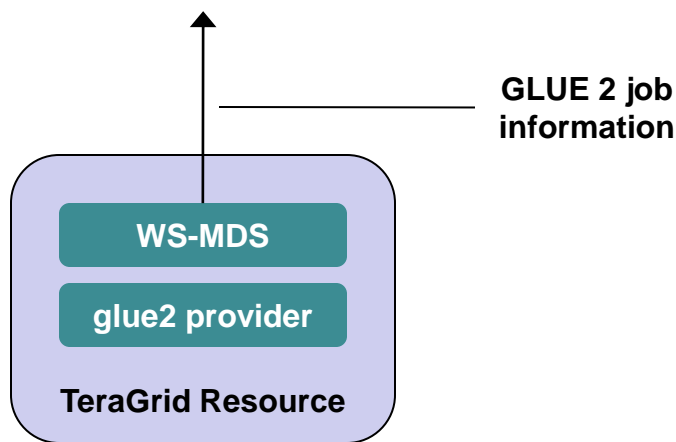 GLUE 2 job
information
WS-MDS
glue2 provider
TeraGrid Resource